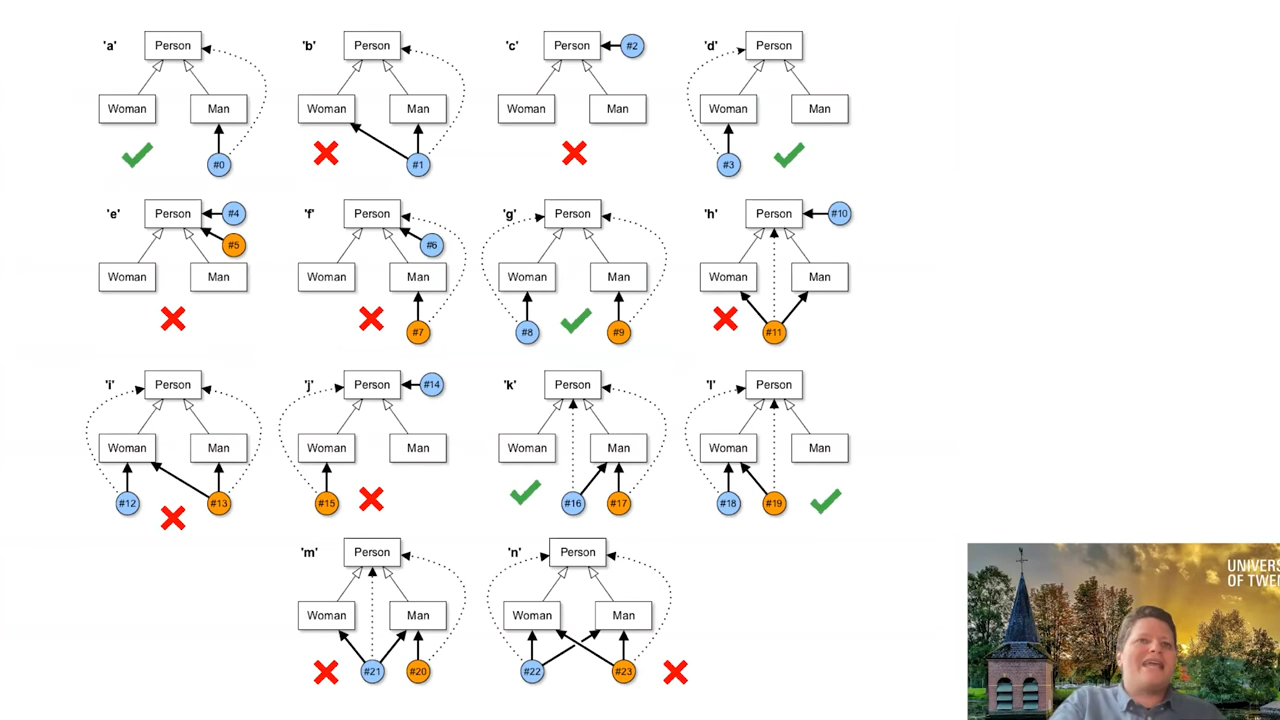 'a' Person 'b' Person 'c' Person #2 'd' Person
Woman Man Woman Man Woman Man Woman Man
#0 #1 #3
'e' Person #4 'f' Person 'g' Person 'h' Person #10
#5 #6
Woman Man Woman Man Woman Man Woman Man
#7 #8 #9 #11
'i' Person 'j' Person #14 'k' Person 'l' Person
Woman Man Woman Man Woman Man Woman Man
#12 #13 #15 #16 #17 #18 #19
'm' Person 'n' Person
Woman Man Woman Man
#21 #20 #22 #23
UNIVERS
OF TWEN